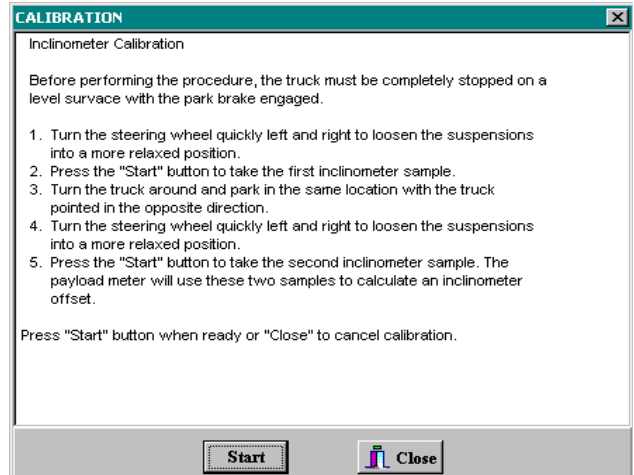 CALIBRATION
Inclinometer Calibration
Before performing the procedure, the truck must be completely stopped on a
level survace with the park brake engaged.
1. Turn the steering wheel quickly left and right to loosen the suspensions
into a more relaxed position.
2. Press the "Start" button to take the first inclinometer sample.
3. Turn the truck around and park in the same location with the truck
pointed in the opposite direction.
4. Turn the steering wheel quickly left and right to loosen the suspensions
into a more relaxed position.
5. Press the "Start" button to take the second inclinometer sample. The
payload meter will use these two samples to calculate an inclinometer
offset.
Press "Start" button when ready or "Close" to cancel calibration.
Start Close